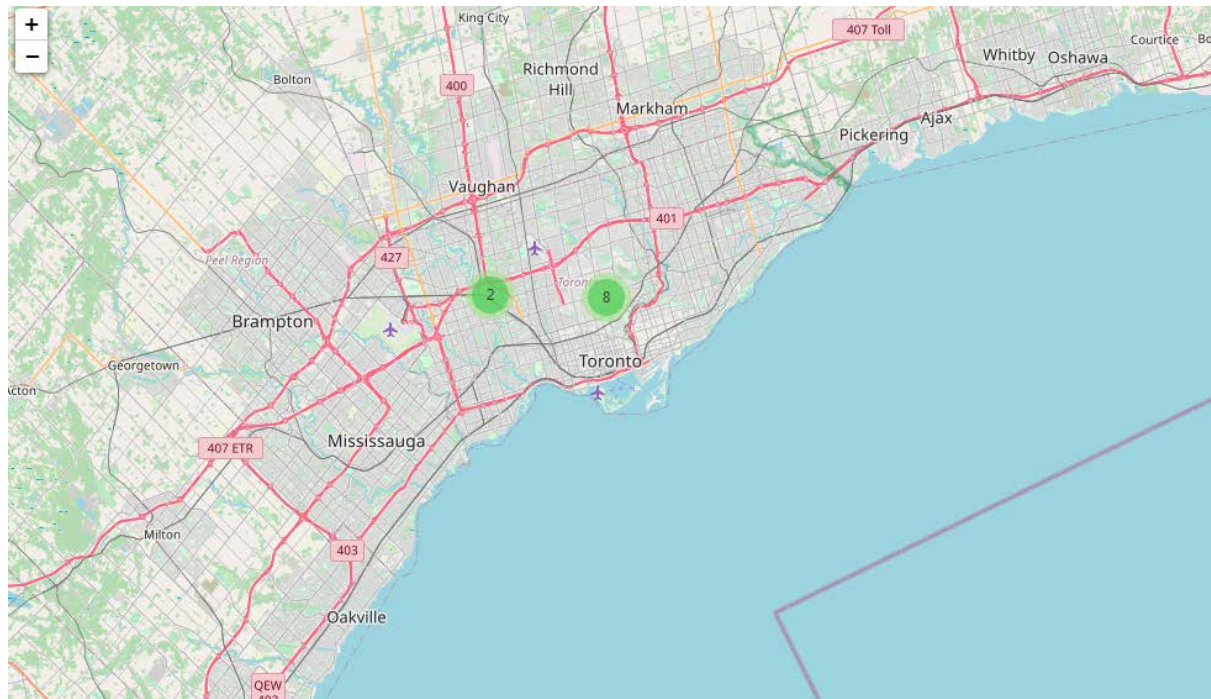 +
−
King City
407 Toll
Courtice
Whitby
Oshawa
Richmond
Hill
Bolton
400
Markham
Ajax
Pickering
Vaughan
401
427
Peel Region
2
8
Brampton
Georgetown
Toronto
Mississauga
407 ETR
Milton
403
Oakville
QEW